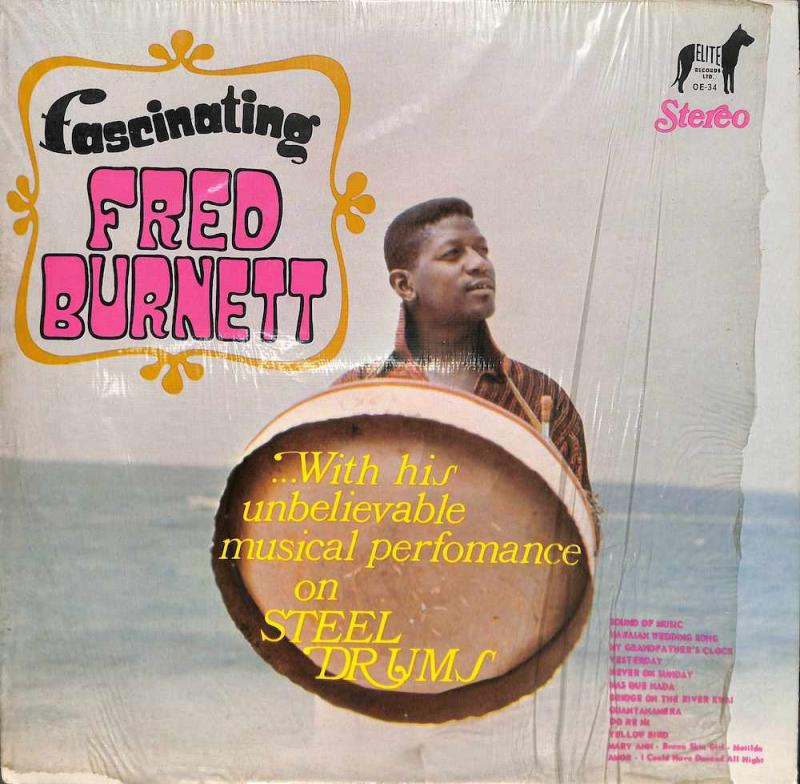 Fascinating
FRED
BURNETT
ELITE
RECORDS
LTD.
OE-34
Stereo
...With his
unbelievable
musical perfomance
on
STEEL
DRUMS
SOUND OF MUSIC
HAWAIAN WEDDING SONG
MY GRANDFATHER'S CLOCK
YESTERDAY
NEVER ON SUNDAY
MAS QUE NADA
BRIDGE ON THE RIVER KWAI
GUANTANAMERA
DO RE MI
YELLOW BIRD
MARY ANN - Brown Skin Girl - Matilda
AMOR - I Could Have Danced All Night